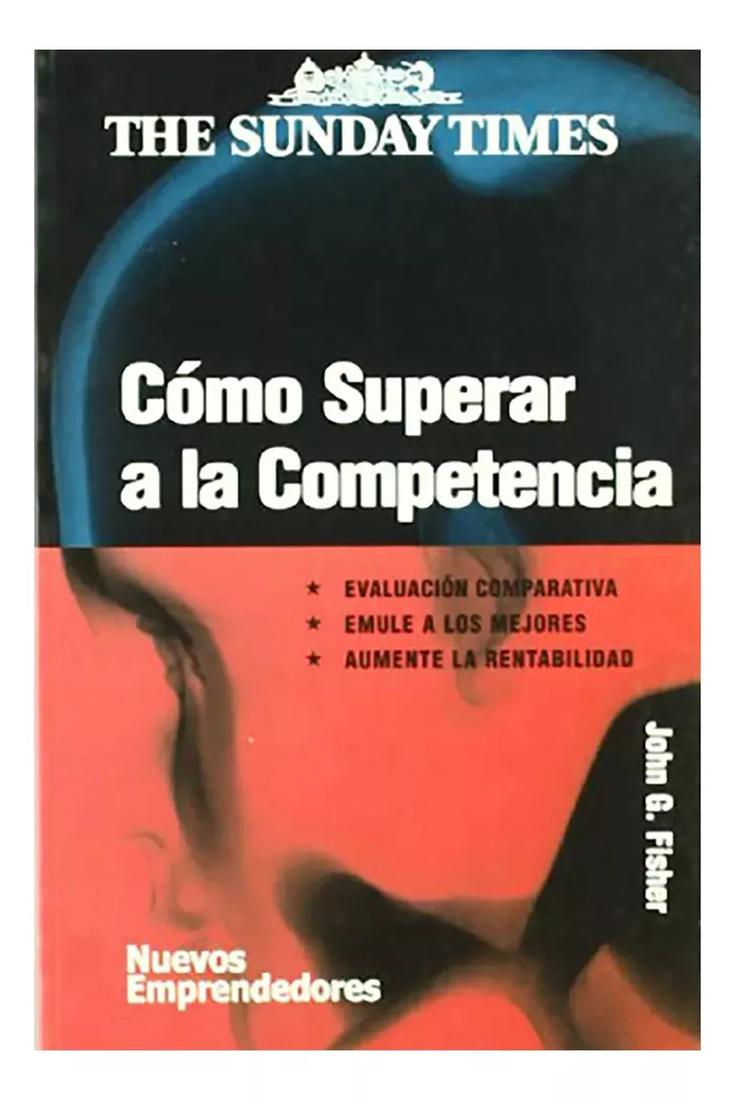 THE SUNDAY TIMES
Cómo Superar
a la Competencia
★ EVALUACIÓN COMPARATIVA
★ EMULE A LOS MEJORES
★ AUMENTE LA RENTABILIDAD
John G. Fisher
Nuevos
Emprendedores